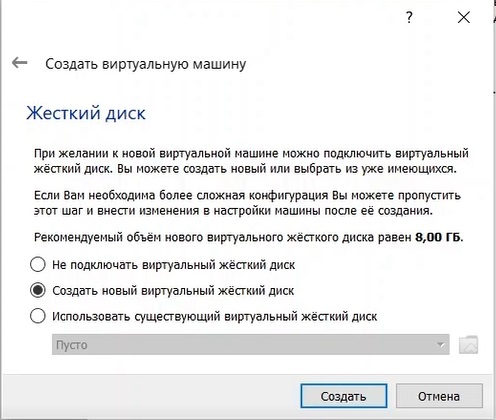 ?
Создать виртуальную машину
Жесткий диск
При желании к новой виртуальной машине можно подключить виртуальный
жёсткий диск. Вы можете создать новый или выбрать из уже имеющихся.
Если Вам необходима более сложная конфигурация Вы можете пропустить
этот шаг и внести изменения в настройки машины после её создания.
Рекомендуемый объём нового виртуального жёсткого диска равен 8,00 ГБ.
Не подключать виртуальный жёсткий диск
Создать новый виртуальный жёсткий диск
Использовать существующий виртуальный жёсткий диск
Пусто
Создать Отмена